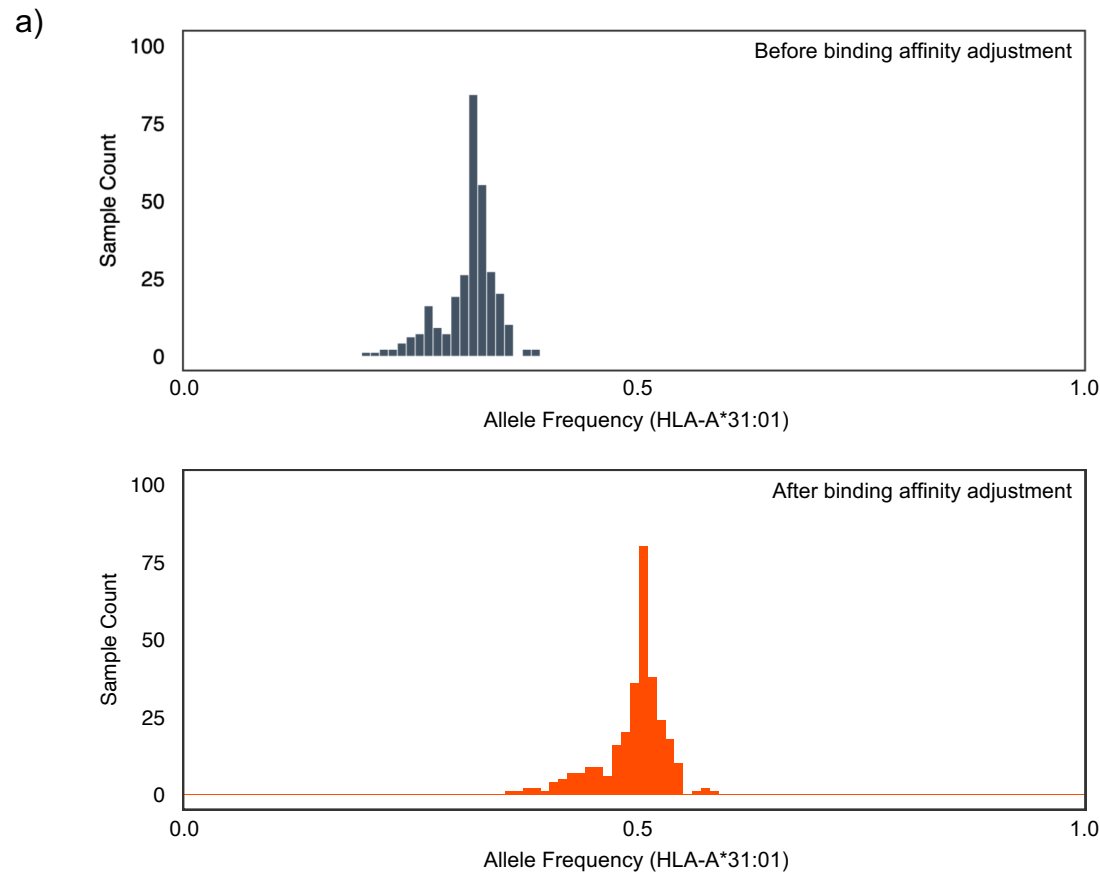 a)
Before binding affinity adjustment
100
75
50
25
0
Sample Count
0.0 0.5 1.0
Allele Frequency (HLA-A*31:01)
After binding affinity adjustment
100
75
50
25
0
Sample Count
0.0 0.5 1.0
Allele Frequency (HLA-A*31:01)